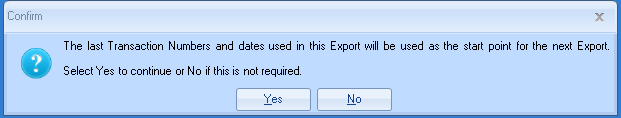 Confirm
The last Transaction Numbers and dates used in this Export will be used as the start point for the next Export.
Select Yes to continue or No if this is not required.
Yes No